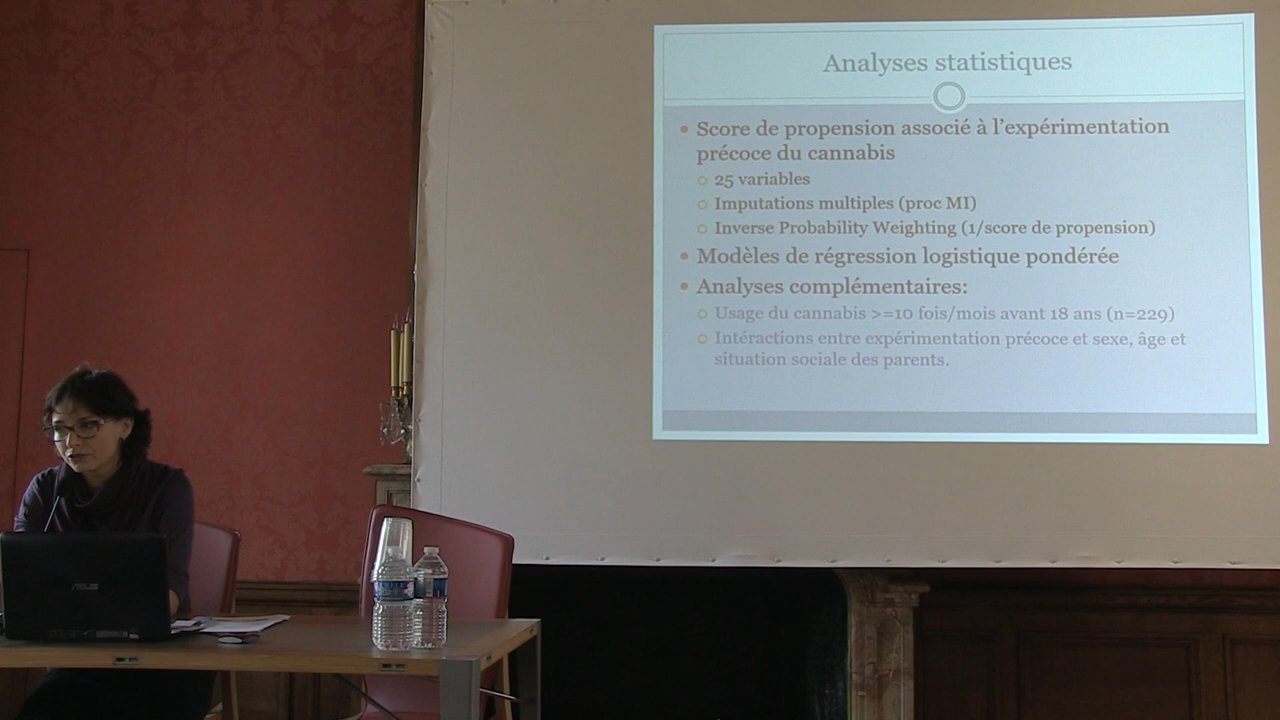 Analyses statistiques
Score de propension associé à l'expérimentation
précoce du cannabis
25 variables
Imputations multiples (proc MI)
Inverse Probability Weighting (1/score de propension)
Modèles de régression logistique pondérée
Analyses complémentaires:
Usage du cannabis >=10 fois/mois avant 18 ans (n=229)
Intéractions entre expérimentation précoce et sexe, âge et
situation sociale des parents.
ASUS